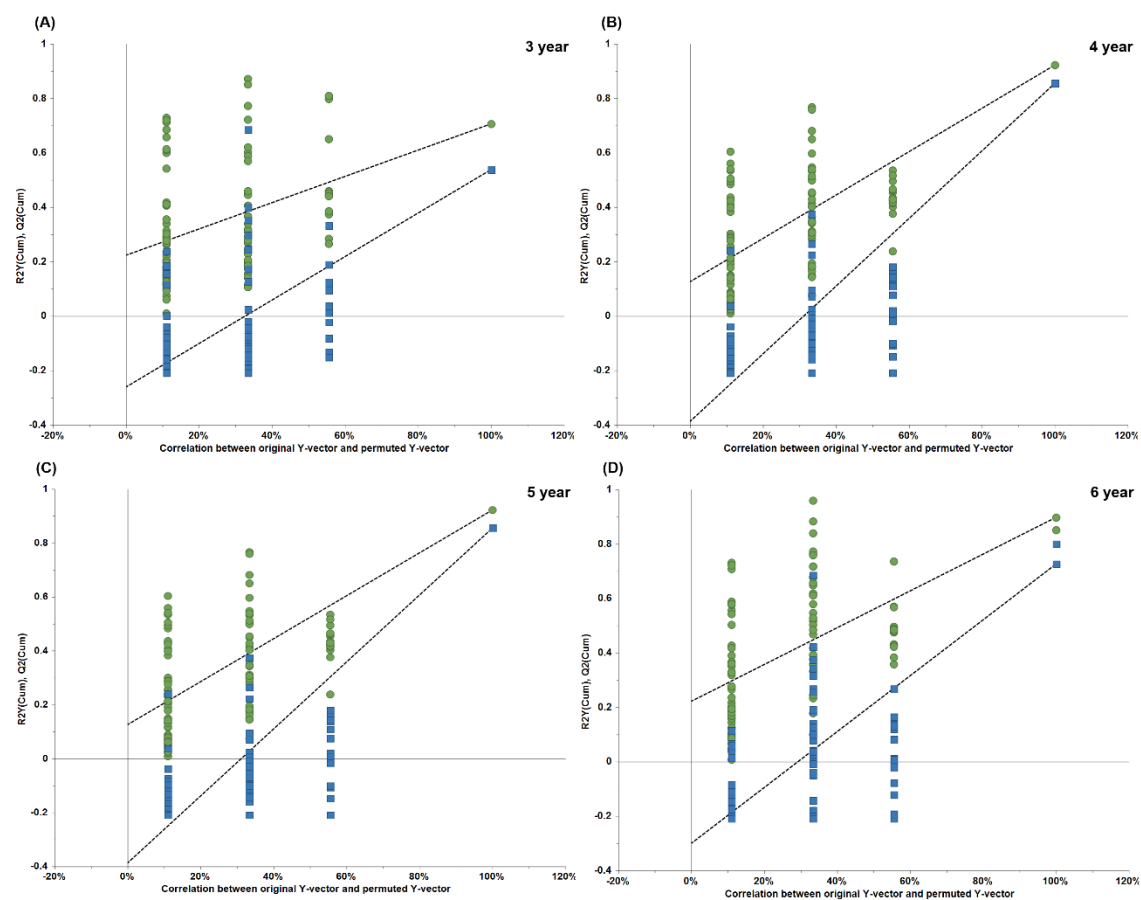 (A)
3 year
R2Y(Cum), Q2(Cum)
1
0.8
0.6
0.4
0.2
0
-0.2
-0.4
-20% 0% 20% 40% 60% 80% 100% 120%
Correlation between original Y-vector and permuted Y-vector
(B)
4 year
R2Y(Cum), Q2(Cum)
1
0.8
0.6
0.4
0.2
0
-0.2
-0.4
-20% 0% 20% 40% 60% 80% 100% 120%
Correlation between original Y-vector and permuted Y-vector
(C)
5 year
R2Y(Cum), Q2(Cum)
1
0.8
0.6
0.4
0.2
0
-0.2
-0.4
-20% 0% 20% 40% 60% 80% 100% 120%
Correlation between original Y-vector and permuted Y-vector
(D)
6 year
R2Y(Cum), Q2(Cum)
1
0.8
0.6
0.4
0.2
0
-0.2
-0.4
-20% 0% 20% 40% 60% 80% 100% 120%
Correlation between original Y-vector and permuted Y-vector